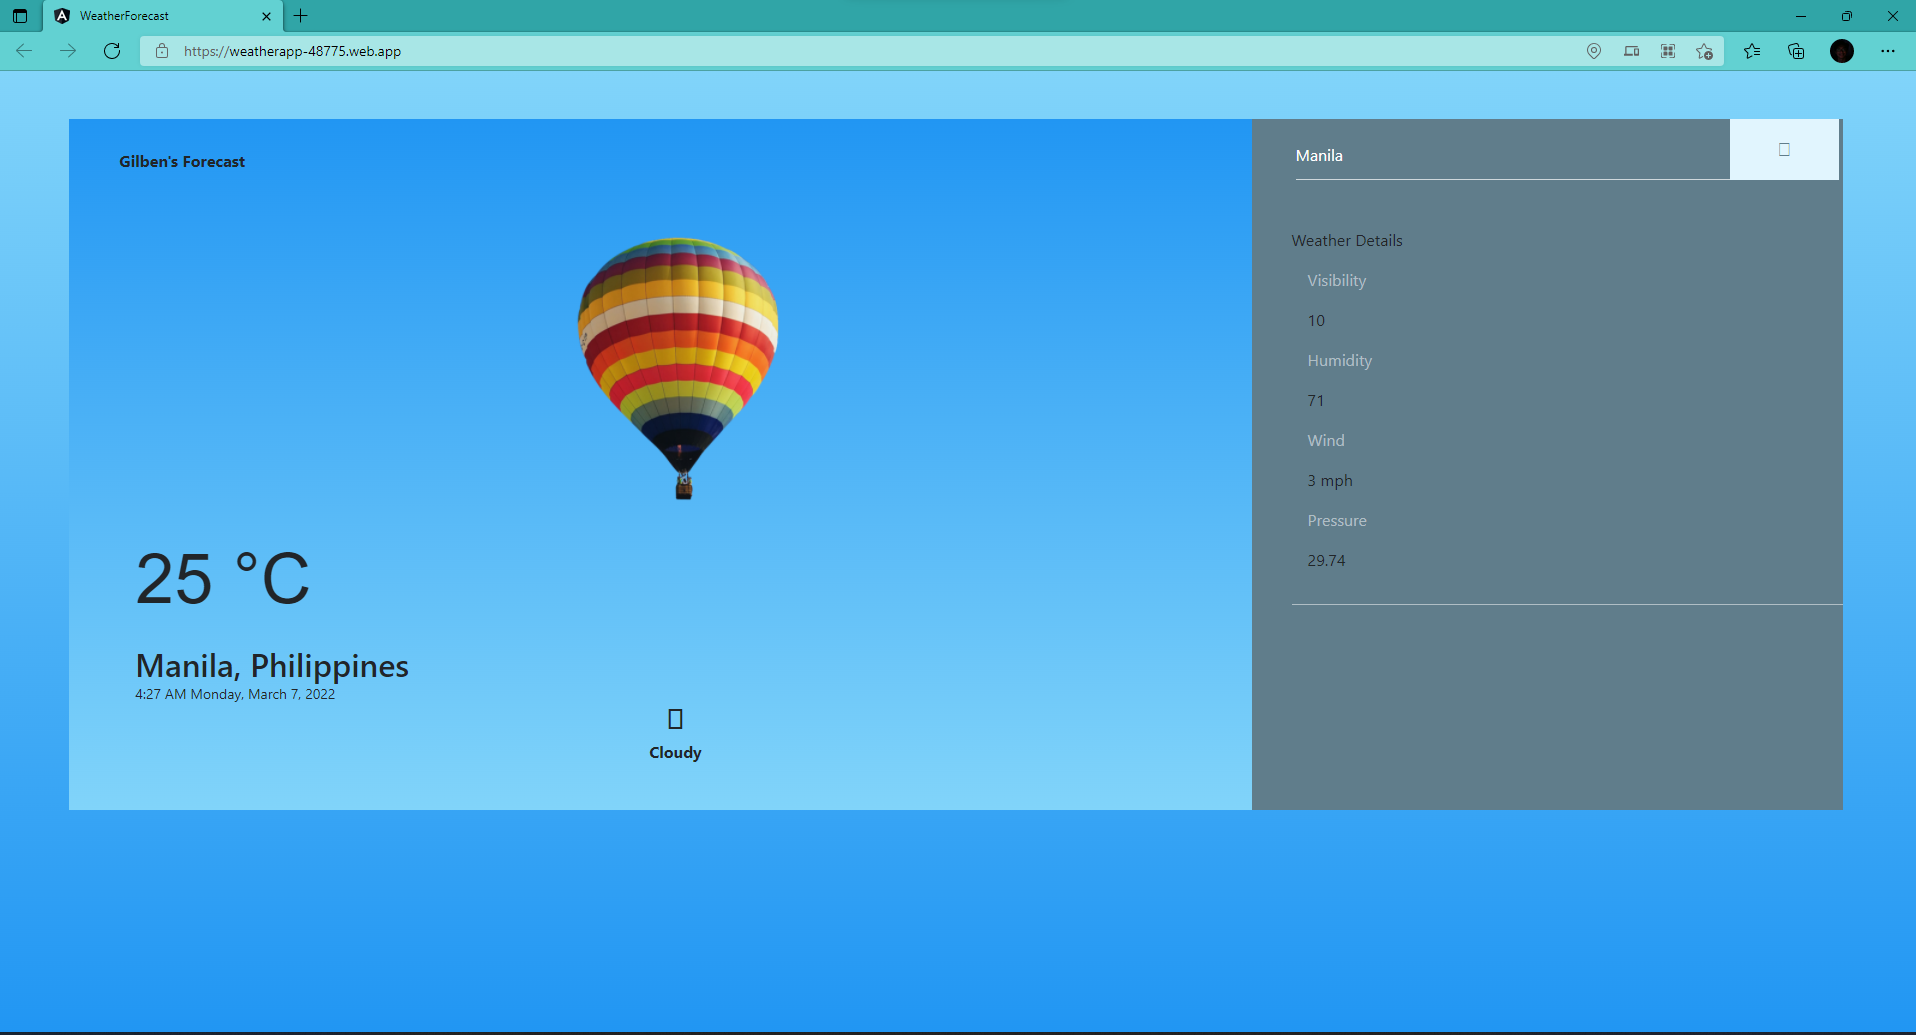 WeatherForecast
https://weatherapp-48775.web.app
Gilben's Forecast
25 °C
Manila, Philippines
4:27 AM Monday, March 7, 2022
Cloudy
Manila
Weather Details
Visibility
10
Humidity
71
Wind
3 mph
Pressure
29.74